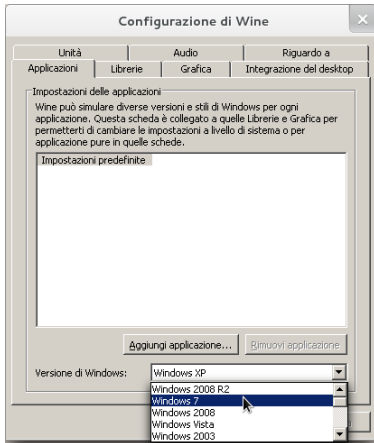 Configurazione di Wine
Unità Audio Riguardo a
Applicazioni Librerie Grafica Integrazione del desktop
Impostazioni delle applicazioni
Wine può simulare diverse versioni e stili di Windows per ogni
applicazione. Questa scheda è collegato a quelle Librerie e Grafica per
permetterti di cambiare le impostazioni a livello di sistema o per
applicazione pure in quelle schede.
Impostazioni predefinite
Aggiungi applicazione... Rimuovi applicazione
Versione di Windows: Windows XP
Windows 2008 R2
Windows 7
Windows 2008
Windows Vista
Windows 2003